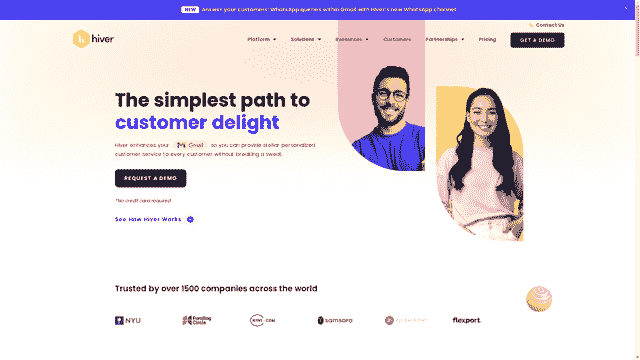 NEW Answer your customers' WhatsApp queries within Gmail with Hiver's new WhatsApp channel
Contact Us
hiver
Platform Solutions Resources Customers Partnerships Pricing
GET A DEMO
The simplest path to
customer delight
Hiver enhances your Gmail so you can provide stellar personalized
customer service to every customer without breaking a sweat.
REQUEST A DEMO
*No credit card required
See How Hiver Works
Trusted by over 1500 companies across the world
NYU
Funding
Circle
KIWI.COM
samsara
flexport.